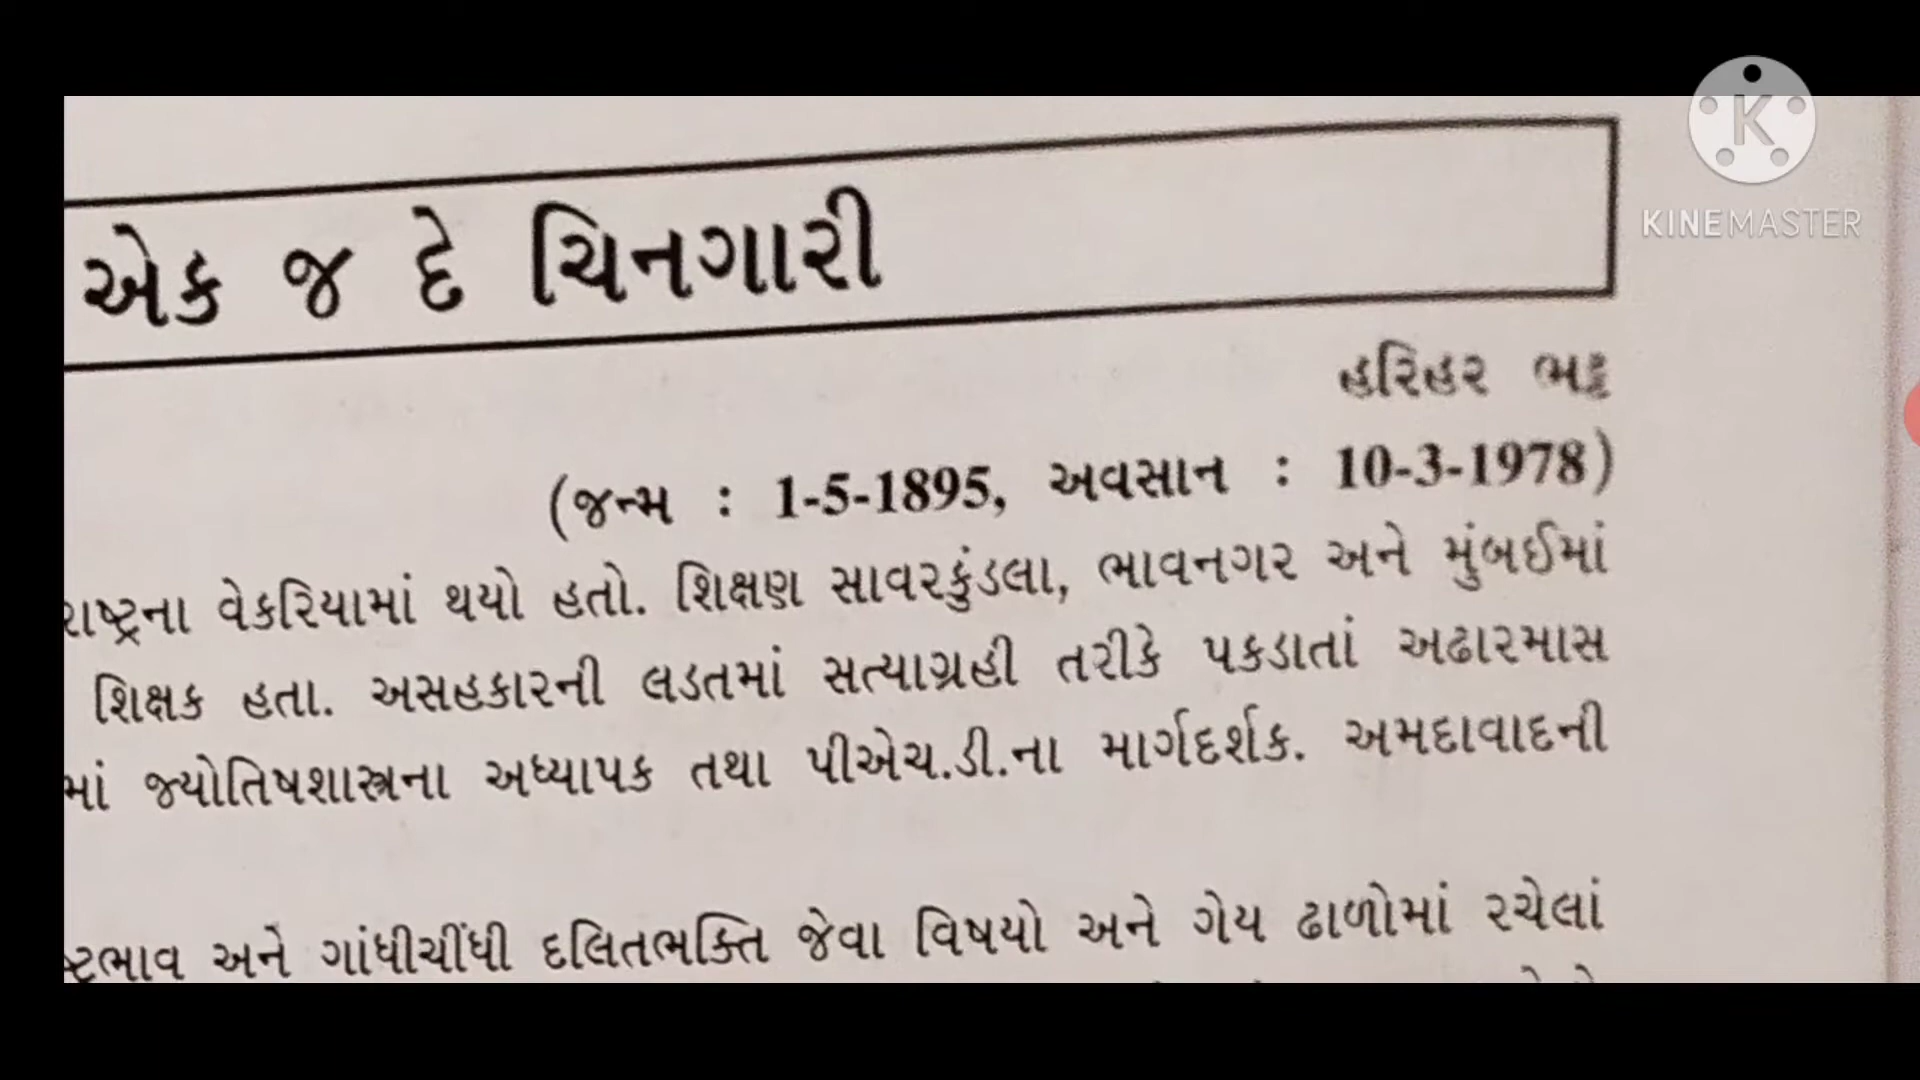 એક જ દે ચિનગારી
KINEMASTER
હરિહર ભટ્ટ
(જન્મ : 1-5-1895, અવસાન : 10-3-1978)
રાષ્ટ્રના વેકરિયામાં થયો હતો. શિક્ષણ સાવરકુંડલા, ભાવનગર અને મુંબઈમાં
શિક્ષક હતા. અસહકારની લડતમાં સત્યાગ્રહી તરીકે પકડાતાં અઢારમાસ
માં જ્યોતિષશાસ્ત્રના અધ્યાપક તથા પીએચ.ડી.ના માર્ગદર્શક. અમદાવાદની
ષ્ટ્રભાવ અને ગાંધીચીંધી દલિતભક્તિ જેવા વિષયો અને ગેય ઢાળોમાં રચેલાં